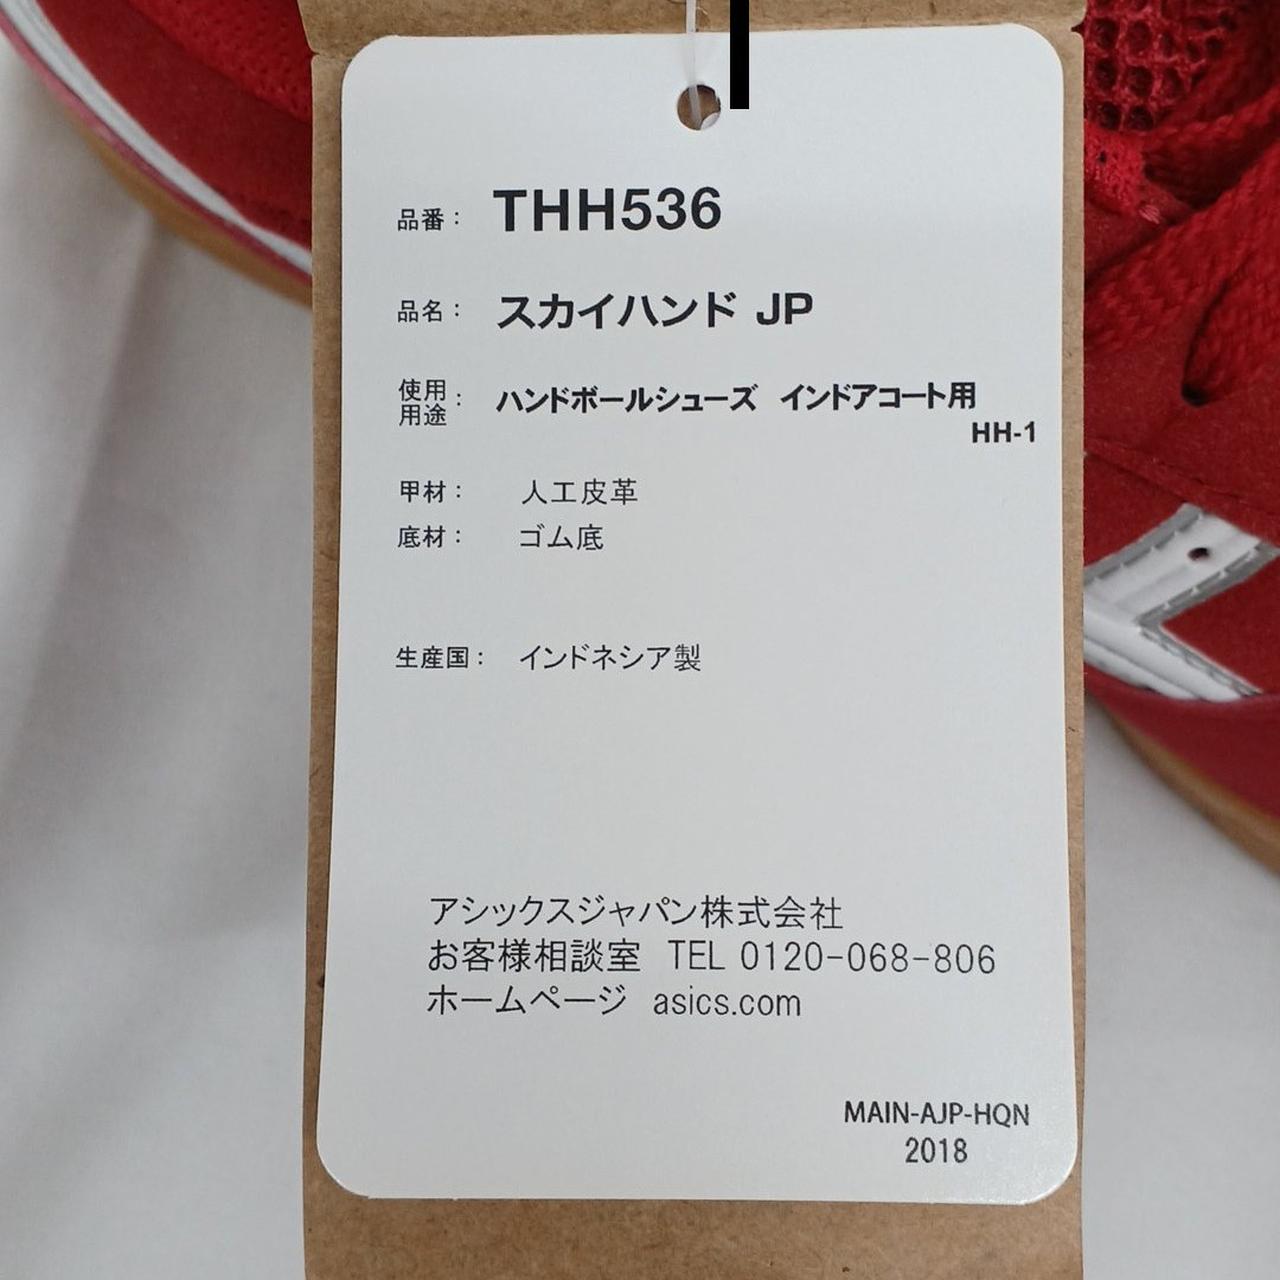 品番： THH536
品名： スカイハンド JP
使用用途： ハンドボールシューズ インドアコート用
HH-1
甲材： 人工皮革
底材： ゴム底
生産国： インドネシア製
アシックスジャパン株式会社
お客様相談室 TEL 0120-068-806
ホームページ asics.com
MAIN-AJP-HQN
2018